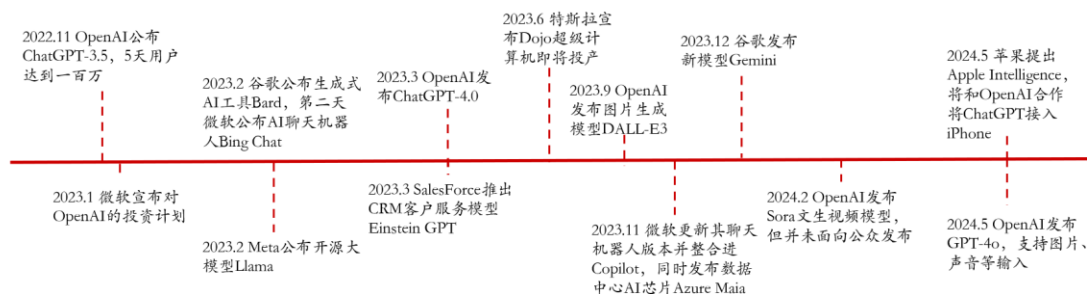 2022.11 OpenAI公布
ChatGPT-3.5，5天用户
达到一百万
2023.1 微软宣布对
OpenAI的投资计划
2023.2 谷歌公布生成式
AI工具Bard，第二天
微软公布AI聊天机器
人Bing Chat
2023.2 Meta公布开源大
模型Llama
2023.3 OpenAI发
布ChatGPT-4.0
2023.3 SalesForce推出
CRM客户服务模型
Einstein GPT
2023.6 特斯拉宣
布Dojo超级计
算机即将投产
2023.9 OpenAI
发布图片生成
模型DALL-E3
2023.11 微软更新其聊天
机器人版本并整合进
Copilot，同时发布数据
中心AI芯片Azure Maia
2023.12 谷歌发布
新模型Gemini
2024.2 OpenAI发布
Sora文生视频模型，
但并未面向公众发布
2024.5 苹果提出
Apple Intelligence，
将和OpenAI合作
将ChatGPT接入
iPhone
2024.5 OpenAI发布
GPT-4o，支持图片、
声音等输入